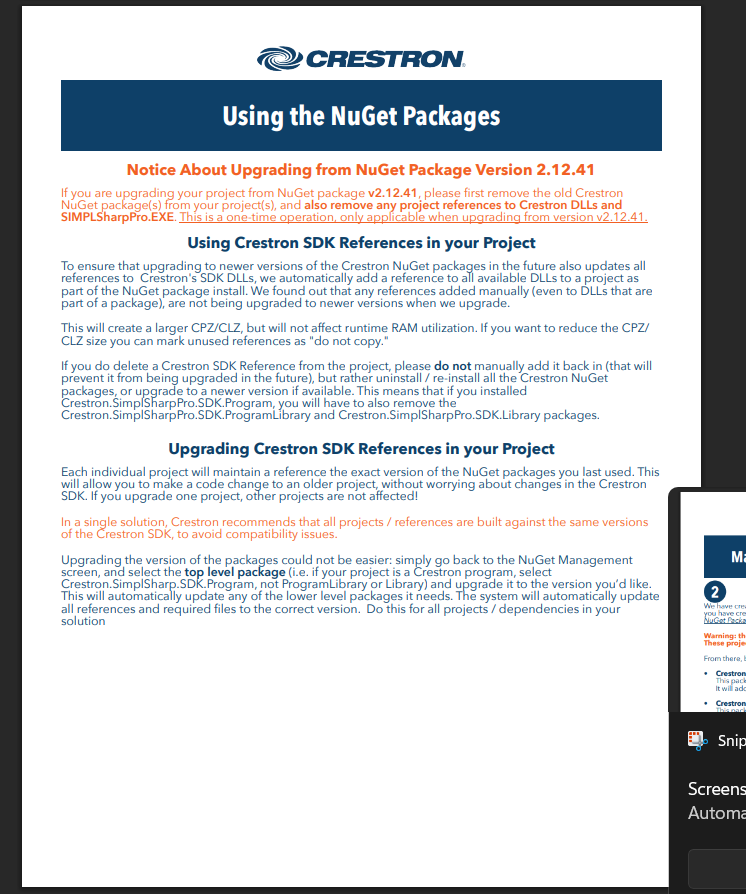 CRESTRON®
Using the NuGet Packages
Notice About Upgrading from NuGet Package Version 2.12.41
If you are upgrading your project from NuGet package v2.12.41, please first remove the old Crestron
NuGet package(s) from your project(s), and also remove any project references to Crestron DLLs and
SIMPLSharpPro.EXE. This is a one-time operation, only applicable when upgrading from version v2.12.41.
Using Crestron SDK References in your Project
To ensure that upgrading to newer versions of the Crestron NuGet packages in the future also updates all
references to  Crestron's SDK DLLs, we automatically add a reference to all available DLLs to a project as
part of the NuGet package install. We found out that any references added manually (even to DLLs that are
part of a package), are not being upgraded to newer versions when we upgrade.
This will create a larger CPZ/CLZ, but will not affect runtime RAM utilization. If you want to reduce the CPZ/
CLZ size you can mark unused references as "do not copy."
If you do delete a Crestron SDK Reference from the project, please do not manually add it back in (that will
prevent it from being upgraded in the future), but rather uninstall / re-install all the Crestron NuGet
packages, or upgrade to a newer version if available. This means that if you installed
Crestron.SimplSharpPro.SDK.Program, you will have to also remove the
Crestron.SimplSharpPro.SDK.ProgramLibrary and Crestron.SimplSharpPro.SDK.Library packages.
Upgrading Crestron SDK References in your Project
Each individual project will maintain a reference the exact version of the NuGet packages you last used. This
will allow you to make a code change to an older project, without worrying about changes in the Crestron
SDK. If you upgrade one project, other projects are not affected!
In a single solution, Crestron recommends that all projects / references are built against the same versions
of the Crestron SDK, to avoid compatibility issues.
Upgrading the version of the packages could not be easier: simply go back to the NuGet Management
screen, and select the top level package (i.e. if your project is a Crestron program, select
Crestron.SimplSharp.SDK.Program, not ProgramLibrary or Library) and upgrade it to the version you'd like.
This will automatically update any of the lower level packages it needs. The system will automatically update
all references and required files to the correct version.  Do this for all projects / dependencies in your
solution
Ma
2
We have crea
you have cre
NuGet Packa
Warning: th
These projec
From there, b
• Crestron
This pack
It will add
• Crestron
This pack
Snip
Screens
Automa